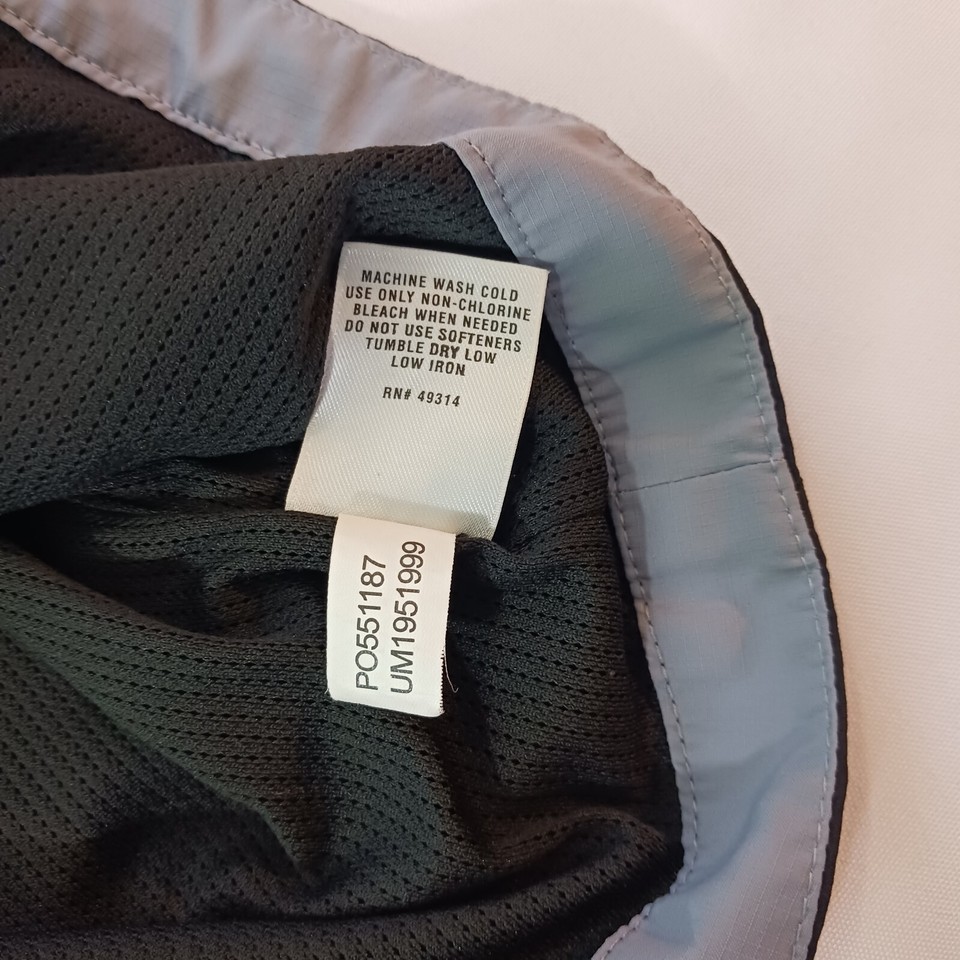 MACHINE WASH COLD
USE ONLY NON-CHLORINE
BLEACH WHEN NEEDED
DO NOT USE SOFTENERS
TUMBLE DRY LOW
LOW IRON
RN# 49314
PO551187
UM1951999